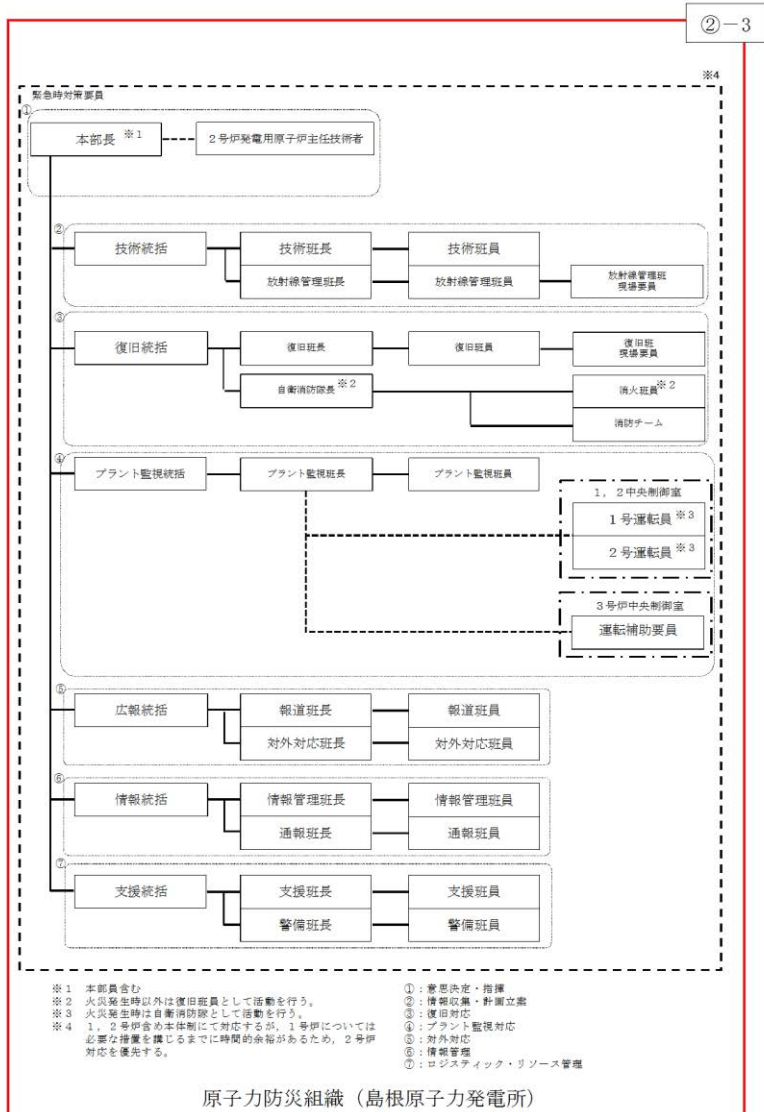 ②－3
※4
緊急時対策要員
①
本部長 ※1
2号炉発電用原子炉主任技術者
②
技術統括
技術班長
技術班員
放射線管理班長
放射線管理班員
放射線管理班
現場要員
③
復旧統括
復旧班長
復旧班員
復旧班
現場要員
自衛消防隊長 ※2
消火班員 ※2
消防チーム
④
プラント監視統括
プラント監視班長
プラント監視班員
1，2中央制御室
1号運転員 ※3
2号運転員 ※3
3号炉中央制御室
運転補助要員
⑤
広報統括
報道班長
報道班員
対外対応班長
対外対応班員
⑥
情報統括
情報管理班長
情報管理班員
通報班長
通報班員
⑦
支援統括
支援班長
支援班員
警備班長
警備班員
※1 本部員含む
※2 火災発生時以外は復旧班員として活動を行う。
※3 火災発生時は自衛消防隊として活動を行う。
※4 1，2号炉含め本体制にて対応するが，1号炉については
必要な措置を講じるまでに時間的余裕があるため，2号炉
対応を優先する。
①：意思決定・指揮
②：情報収集・計画立案
③：復旧対応
④：プラント監視対応
⑤：対外対応
⑥：情報管理
⑦：ロジスティック・リソース管理
原子力防災組織（島根原子力発電所）